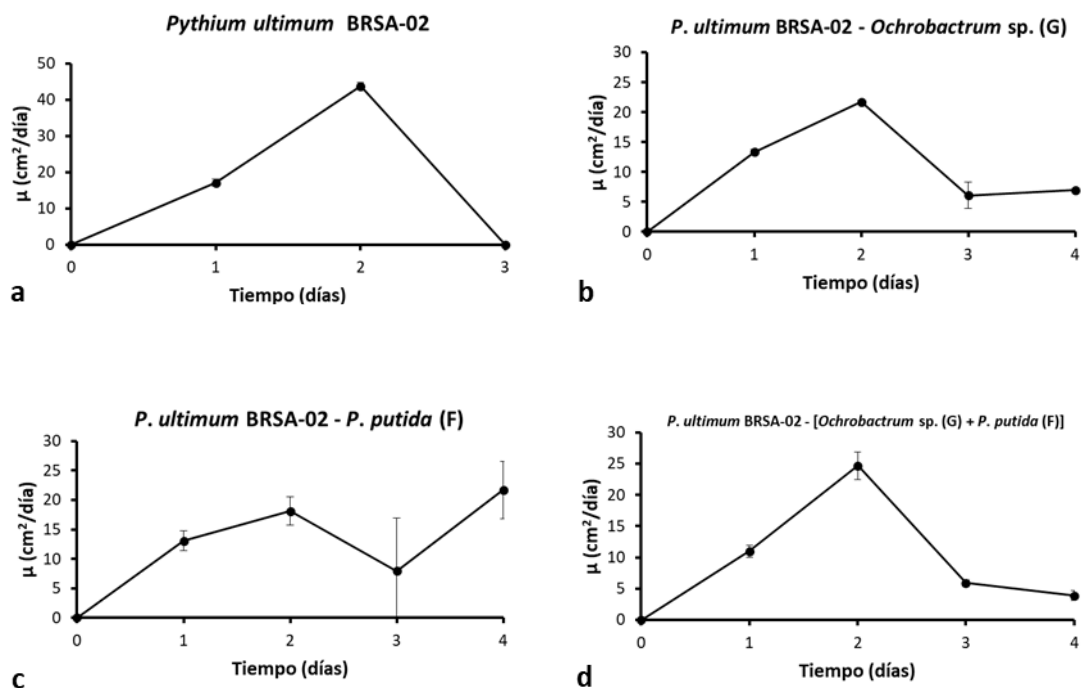 Pythium ultimum BRSA-02
50
40
30
20
10
0
μ (cm²/día)
0 1 2 3
Tiempo (días)
a
P. ultimum BRSA-02 - Ochrobactrum sp. (G)
30
25
20
15
10
5
0
μ (cm²/día)
0 1 2 3 4
Tiempo (días)
b
P. ultimum BRSA-02 - P. putida (F)
30
25
20
15
10
5
0
μ (cm²/día)
0 1 2 3 4
Tiempo (días)
c
P. ultimum BRSA-02 - [Ochrobactrum sp. (G) + P. putida (F)]
30
25
20
15
10
5
0
μ (cm²/día)
0 1 2 3 4
Tiempo (días)
d